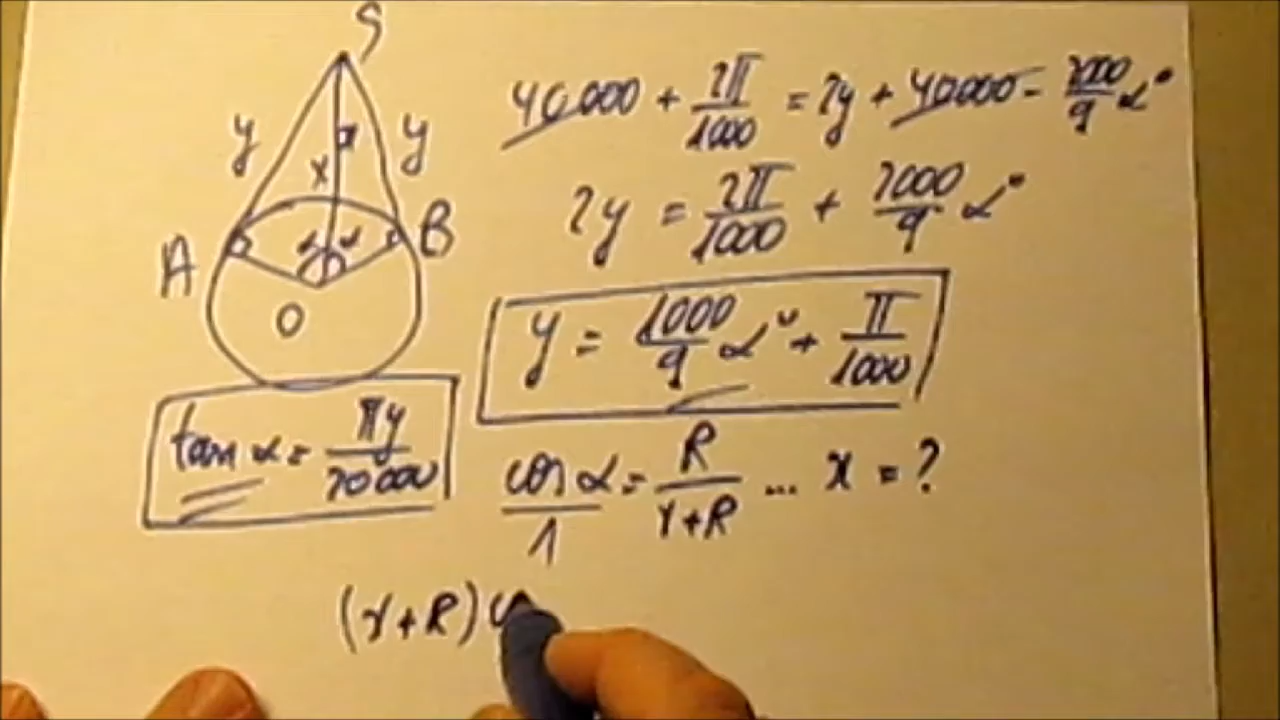 S
40000 + 2π/1000 = 2y + 40000 - 2000/9 α°
y y
x α
2y = 2π/1000 + 2000/9 α°
A B
O
y = 1000/9 α° + π/1000
tan α = πy/20000
cos α/1 = R/x+R ... x = ?
(x+R)